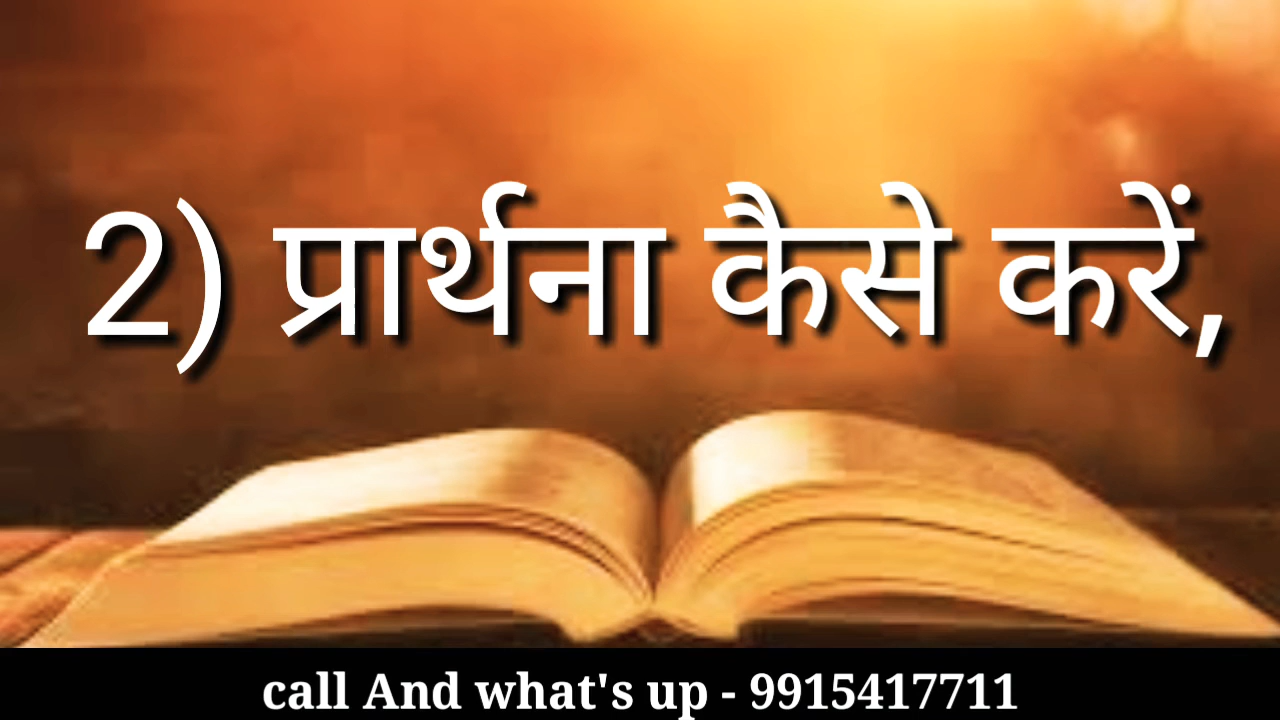 2) प्रार्थना कैसे करें,
call And what's up - 9915417711